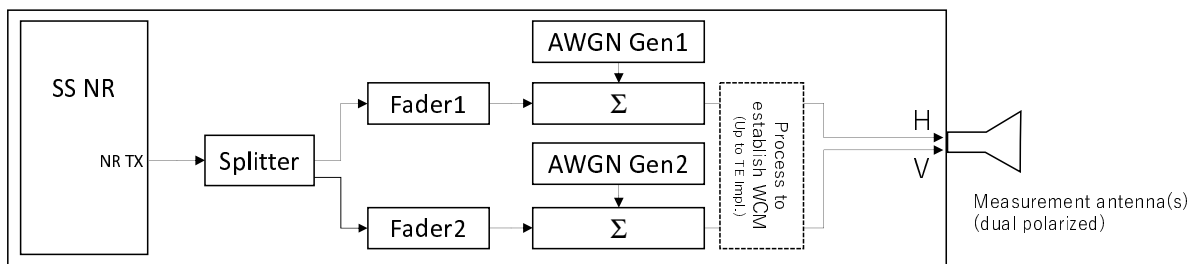 AWGN Gen1
SS NR
Fader1
Σ
NR TX
Splitter
AWGN Gen2
Fader2
Σ
Process to
establish WCM
(Up to TE Impl.)
H
V
Measurement antenna(s)
(dual polarized)